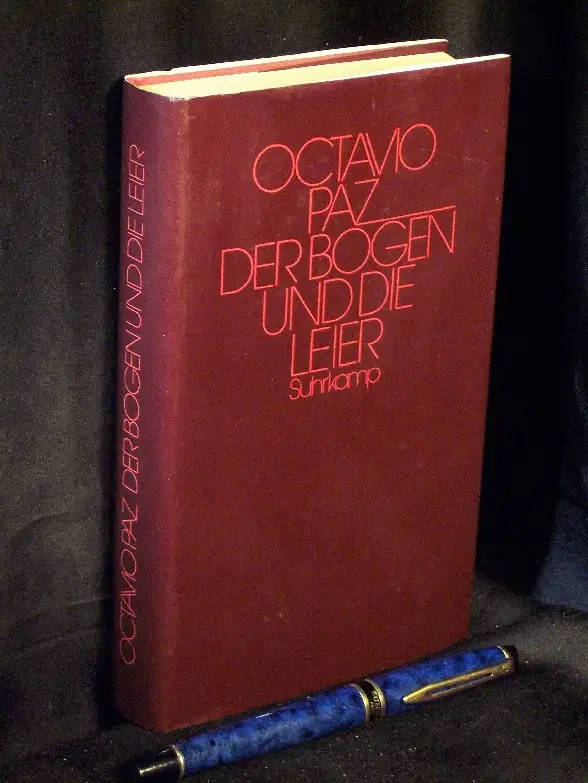 OCTAVIO
PAZ
DER BOGEN
UND DIE
LEIER
Suhrkamp
OCTAVIO PAZ DER BOGEN UND DIE LEIER